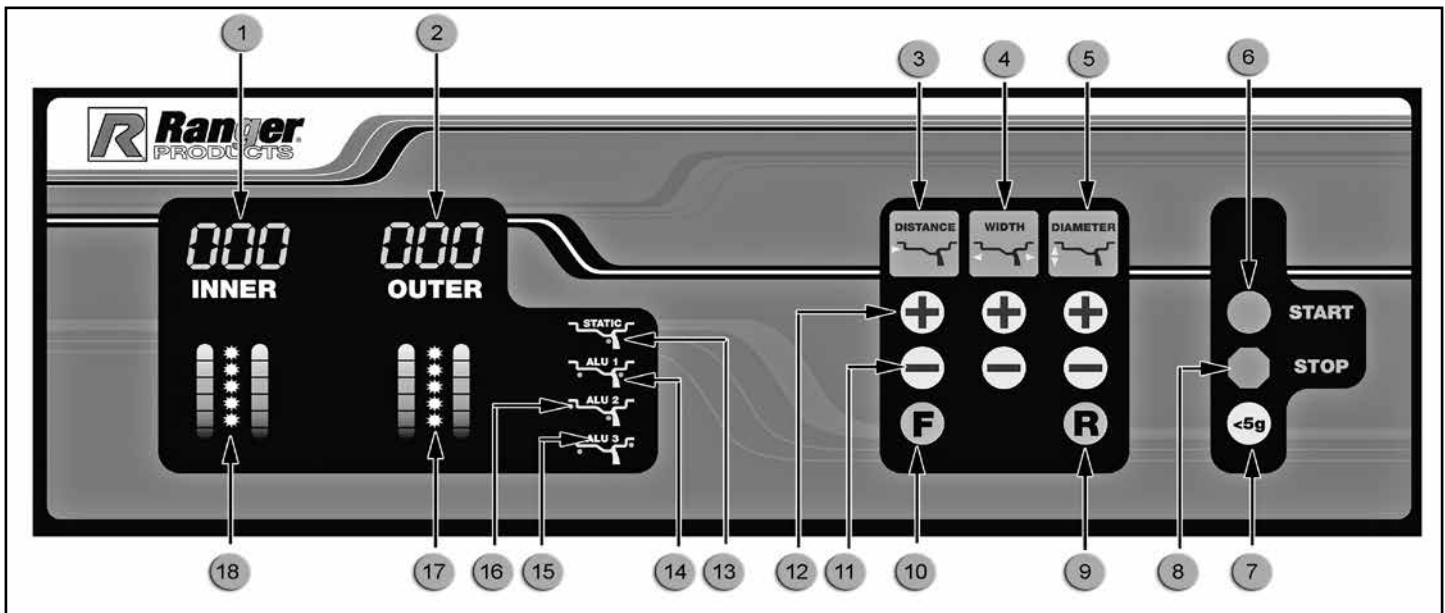 1 2 3 4 5 6
R Ranger
PRODUCTS
DISTANCE WIDTH DIAMETER
000 000
INNER OUTER
START
STATIC
ALU 1
STOP
ALU 2
F R <5g
ALU 3
18 17 16 15 14 13 12 11 10 9 8 7